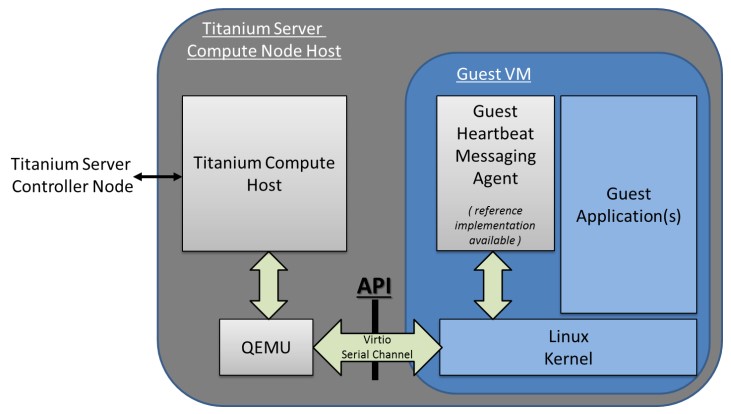 Titanium Server
Compute Node Host
Guest VM
Titanium Server
Controller Node
Titanium Compute
Host
Guest
Heartbeat
Messaging
Agent
( reference
implementation
available )
Guest
Application(s)
API
QEMU
Virtio
Serial Channel
Linux
Kernel